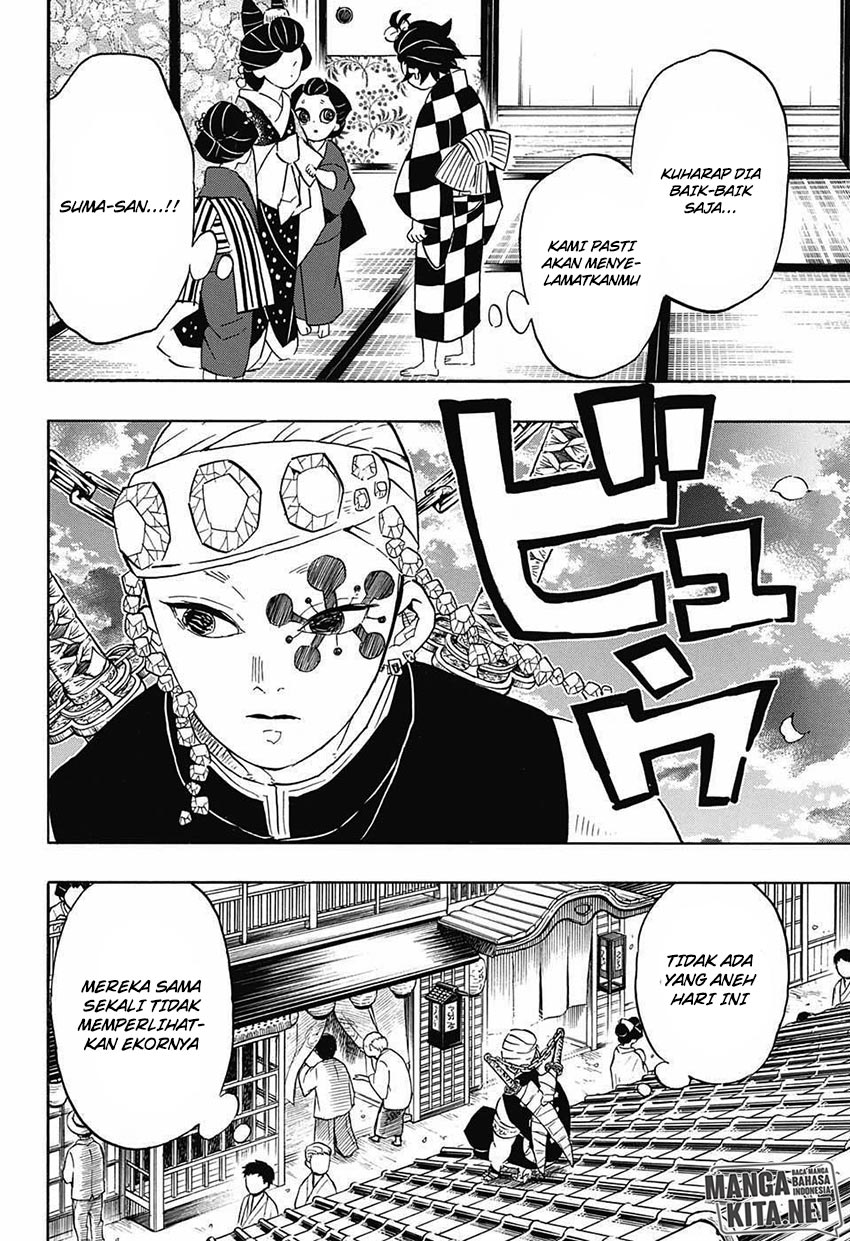 KUHARAP DIA
BAIK-BAIK
SAJA...
KAMI PASTI
AKAN MENYE-
LAMATKANMU
SUMA-SAN...!!
ビュウ
TIDAK ADA
YANG ANEH
HARI INI
MEREKA SAMA
SEKALI TIDAK
MEMPERLIHAT-
KAN EKORNYA
MANGA
KITA.NET
BACA MANGA
BAHASA
INDONESIA